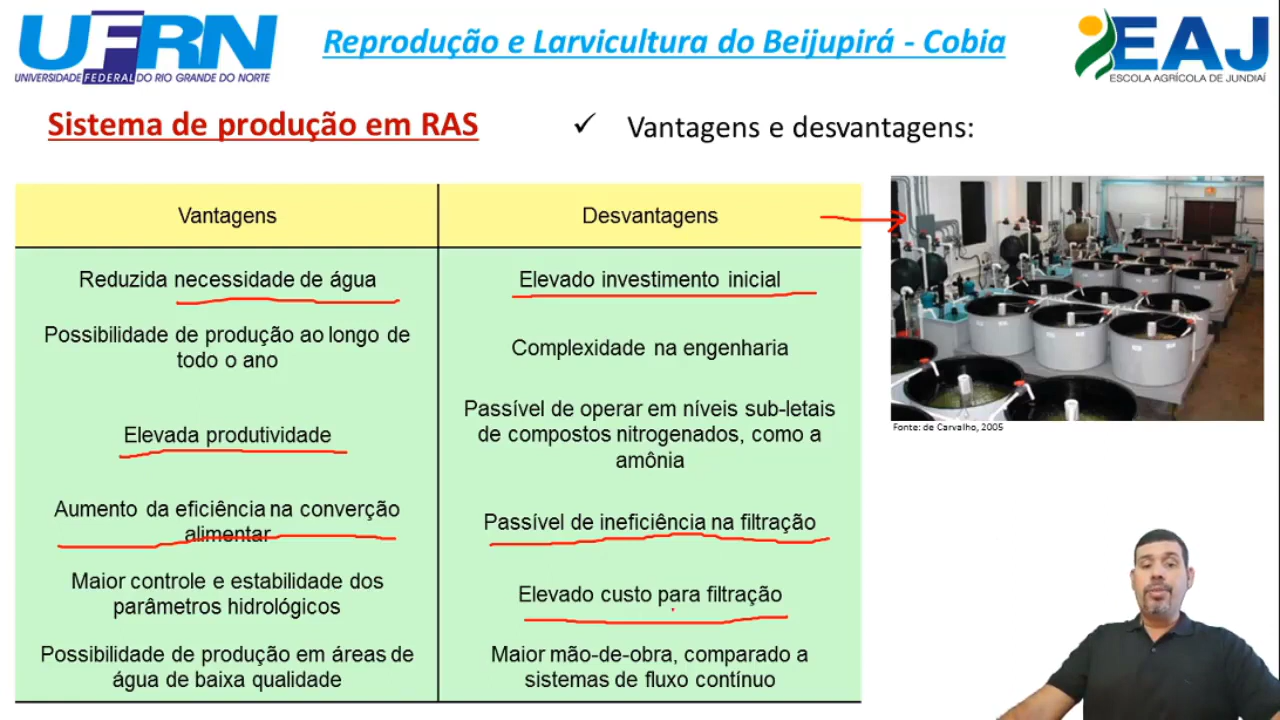 UFRN
UNIVERSIDADE FEDERAL DO RIO GRANDE DO NORTE
Reprodução e Larvicultura do Beijupirá - Cobia
EAJ
ESCOLA AGRÍCOLA DE JUNDIAÍ
Sistema de produção em RAS
✓ Vantagens e desvantagens:
Vantagens
Desvantagens
Reduzida necessidade de água
Elevado investimento inicial
Possibilidade de produção ao longo de
todo o ano
Complexidade na engenharia
Elevada produtividade
Passível de operar em níveis sub-letais
de compostos nitrogenados, como a
amônia
Aumento da eficiência na converção
alimentar
Passível de ineficiência na filtração
Maior controle e estabilidade dos
parâmetros hidrológicos
Elevado custo para filtração
Possibilidade de produção em áreas de
água de baixa qualidade
Maior mão-de-obra, comparado a
sistemas de fluxo contínuo
Fonte: de Carvalho, 2005